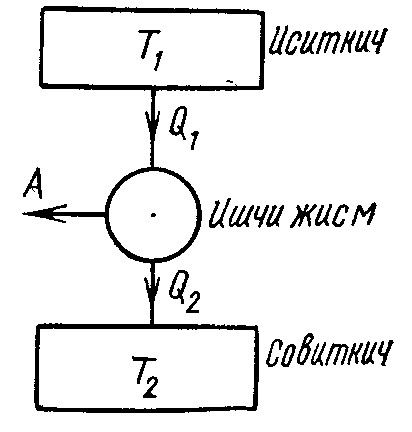 T₁ Иситкич
Q₁
A
Ишчи жисм
Q₂
T₂ Совиткич